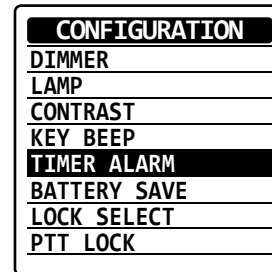 CONFIGURATION
DIMMER
LAMP
CONTRAST
KEY BEEP
TIMER ALARM
BATTERY SAVE
LOCK SELECT
PTT LOCK